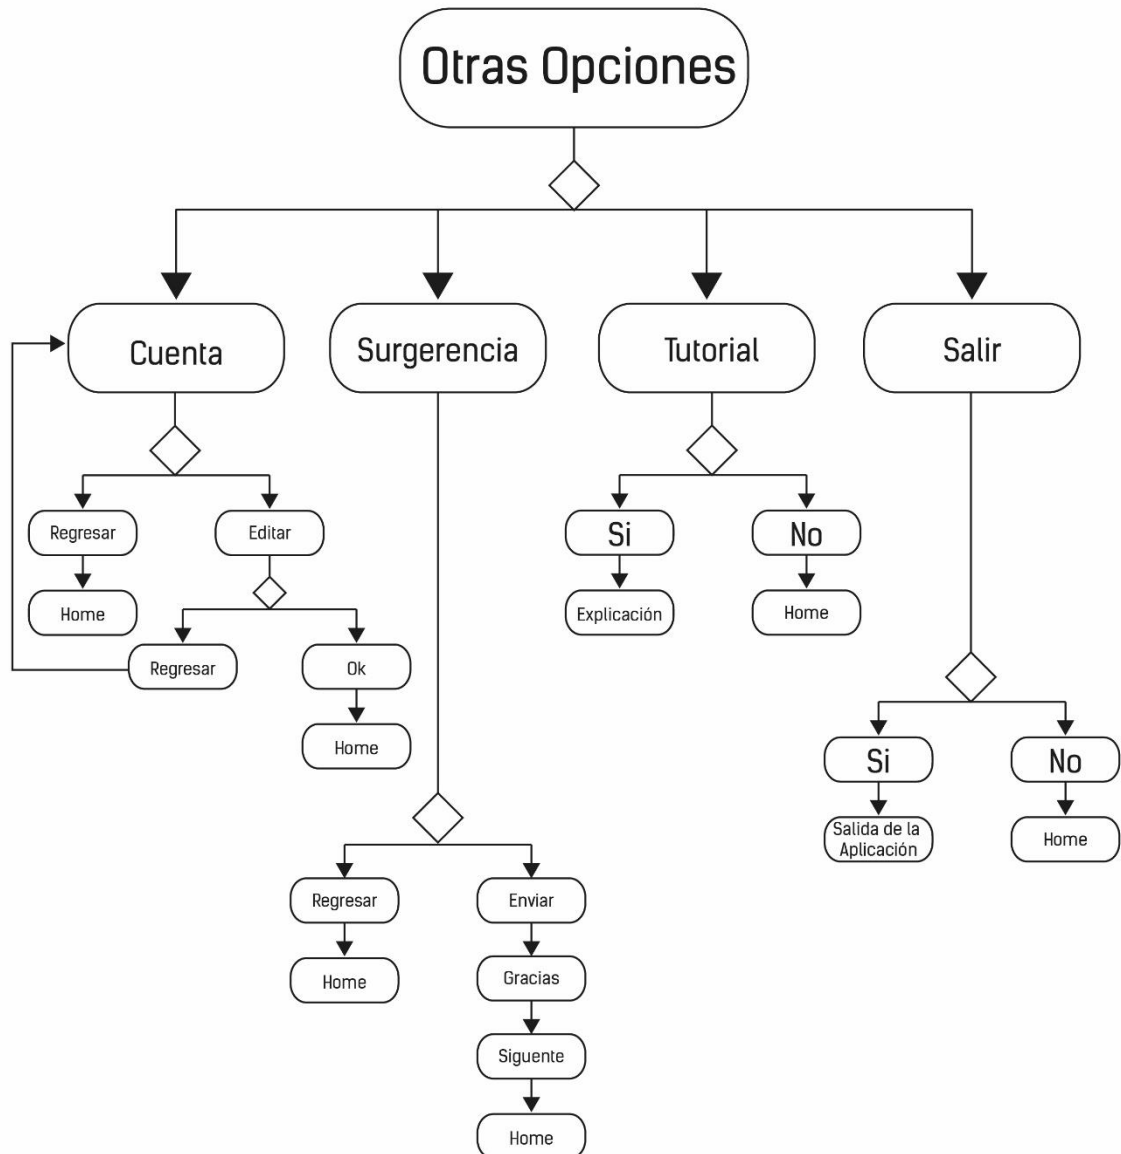 Otras Opciones
Cuenta
Surgerencia
Tutorial
Salir
Regresar
Editar
Si
No
Home
Explicación
Home
Regresar
Ok
Home
Si
No
Salida de la
Aplicación
Home
Regresar
Enviar
Home
Gracias
Siguente
Home